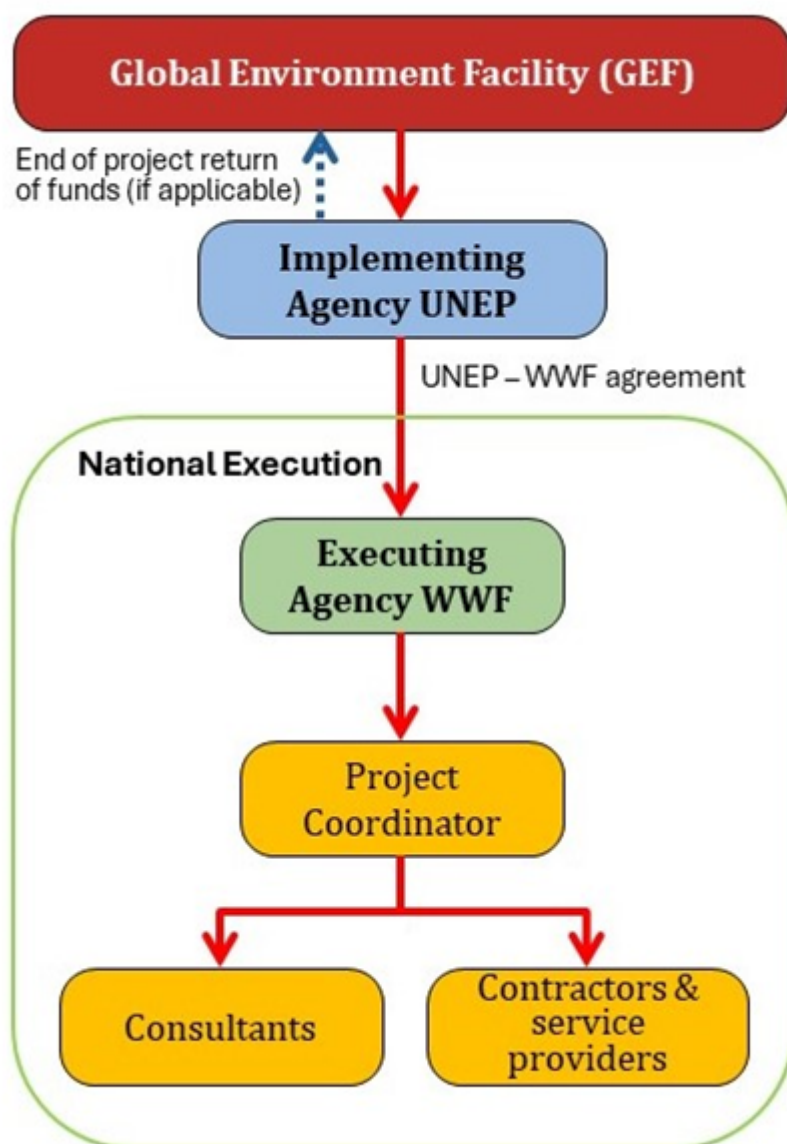 Global Environment Facility (GEF)
End of project return
of funds (if applicable)
Implementing
Agency UNEP
UNEP – WWF agreement
National Execution
Executing
Agency WWF
Project
Coordinator
Consultants
Contractors &
service
providers